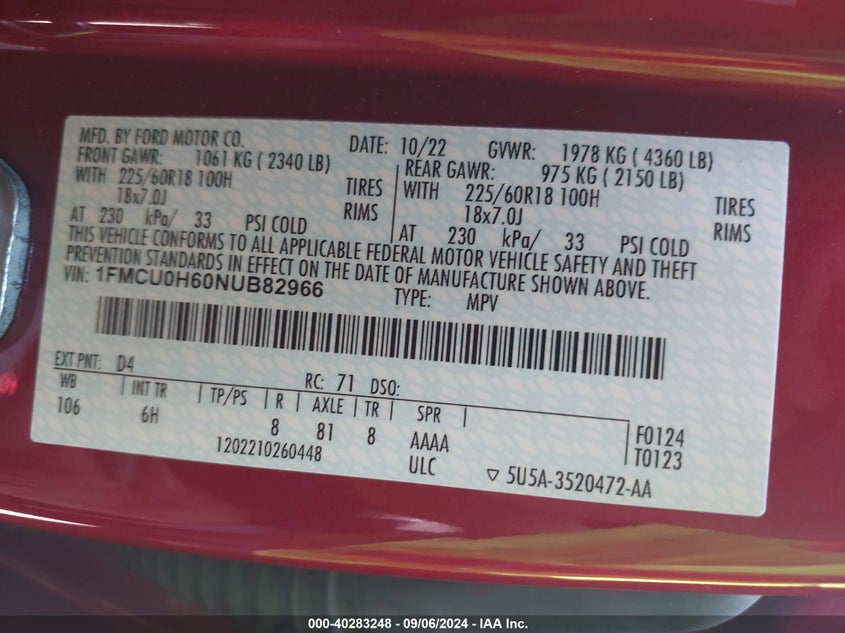 MFD. BY FORD MOTOR CO. DATE: 10/22 GVWR: 1978 KG ( 4360 LB)
FRONT GAWR: 1061 KG ( 2340 LB) REAR GAWR: 975 KG ( 2150 LB)
WITH 225/60R18 100H TIRES WITH 225/60R18 100H TIRES
18x7.0J RIMS 18x7.0J RIMS
AT 230 kPa/ 33 PSI COLD AT 230 kPa/ 33 PSI COLD
THIS VEHICLE CONFORMS TO ALL APPLICABLE FEDERAL MOTOR VEHICLE SAFETY AND THEFT
PREVENTION STANDARDS IN EFFECT ON THE DATE OF MANUFACTURE SHOWN ABOVE.
VIN: 1FMCU0H60NUB82966 TYPE: MPV
EXT PNT: D4 RC: 71 DSO:
WB INT TR TP/PS R AXLE TR SPR
106 6H 8 81 8 AAAA F0124
1202210260448 ULC T0123
5U5A-3520472-AA
000-40283248 - 09/06/2024 - IAA Inc.